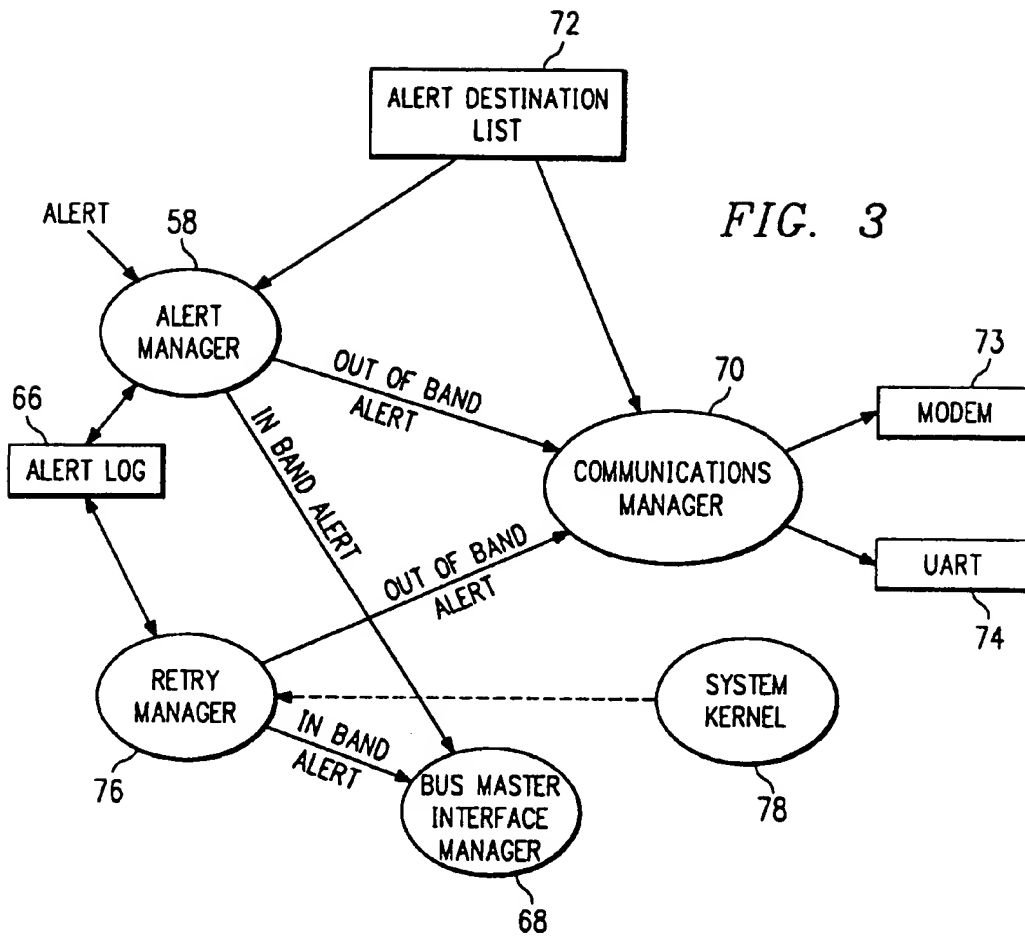 72
ALERT DESTINATION
LIST
FIG. 3
ALERT
58
ALERT
MANAGER
OUT OF BAND
ALERT
70
73
MODEM
66
ALERT LOG
IN BAND ALERT
COMMUNICATIONS
MANAGER
OUT OF BAND
ALERT
UART
74
RETRY
MANAGER
SYSTEM
KERNEL
IN BAND
ALERT
76
BUS MASTER
INTERFACE
MANAGER
78
68